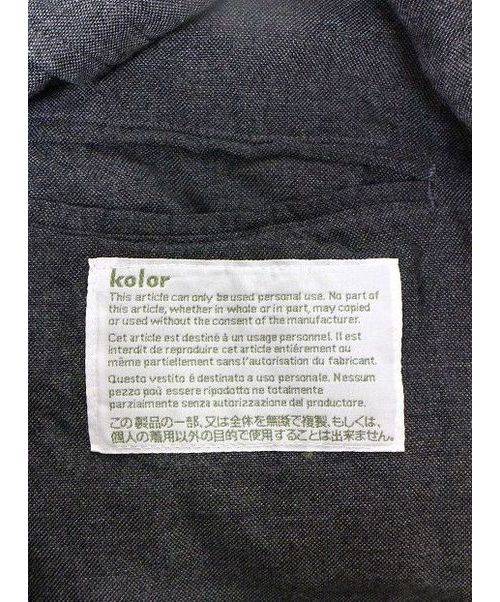 kolor
This article can only be used personal use. No part of
this article, whether in whole or in part, may copied
or used without the consent of the manufacturer.
Cet article est destiné à un usage personnel. Il est
interdit de reproduire cet article entiérement ou
même partiellement sans l'autorisation du fabricant.
Questo vestito é destinato a uso personale. Nessum
pezzo poú essere ripodotto ne totalmente
parzialmente senza autorizzazione del productore.
この製品の一部、又は全体を無断で複製、もしくは、
個人の着用以外の目的で使用することは出来ません。